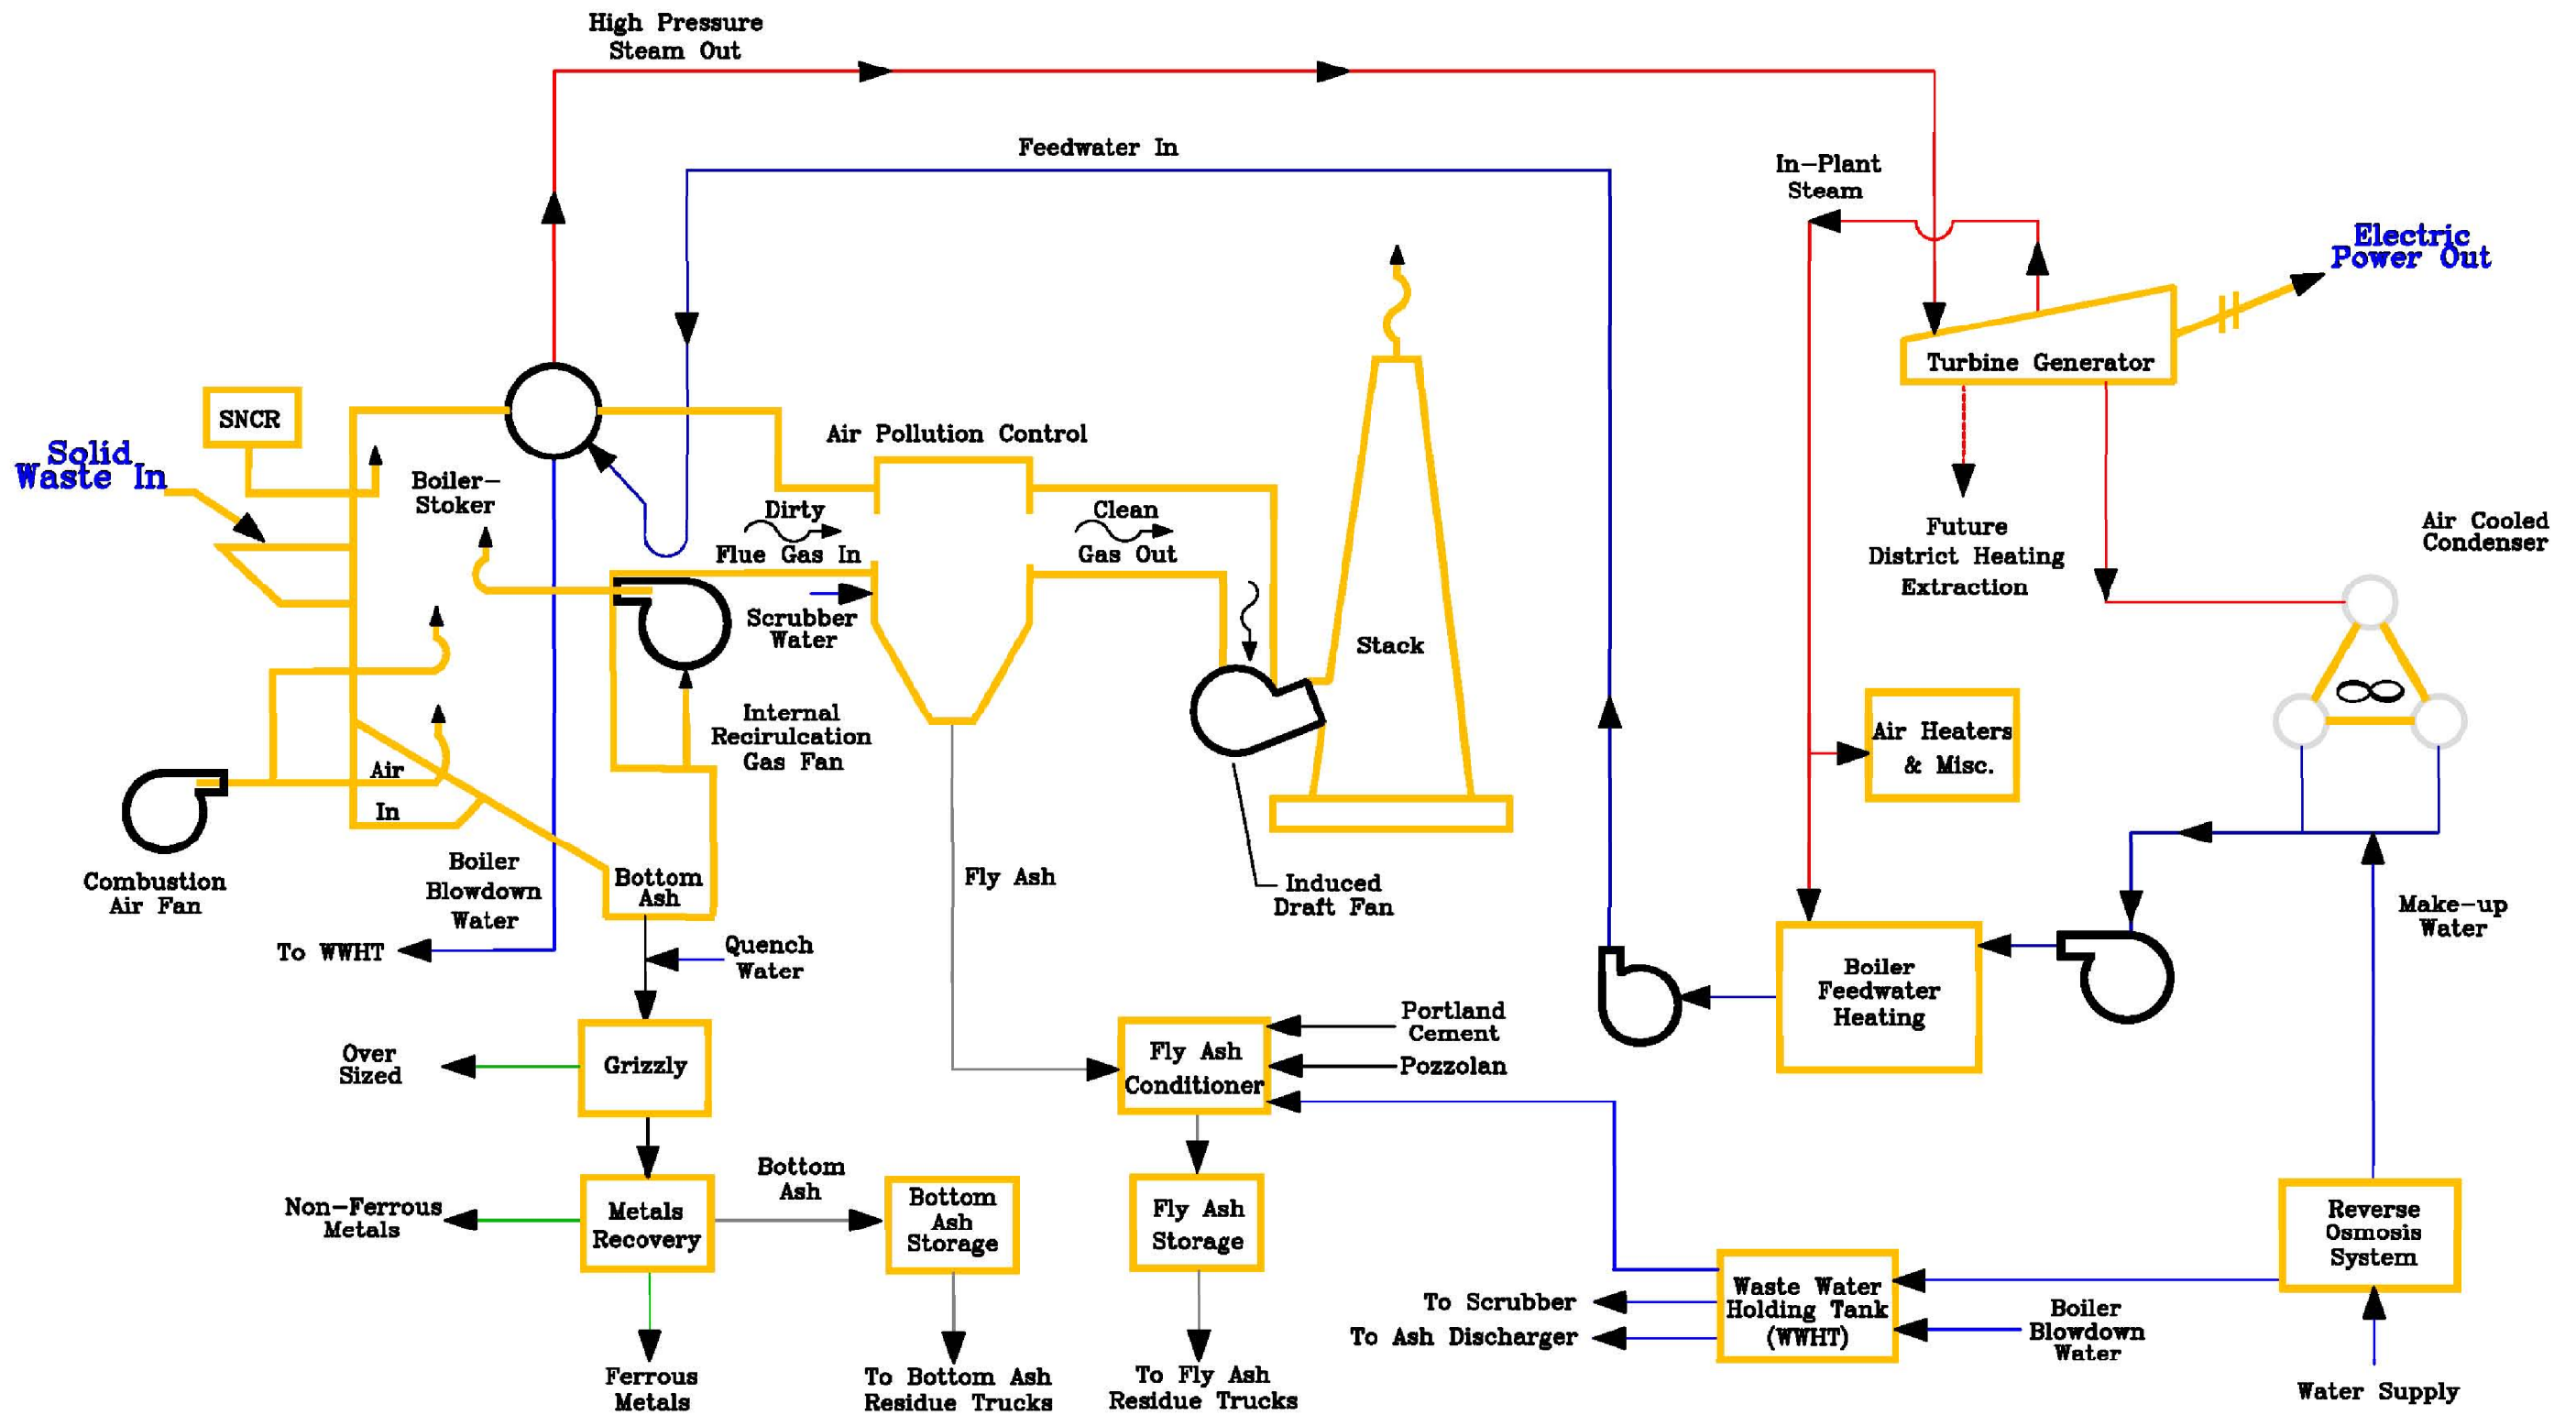 High Pressure
Steam Out
Feedwater In
In-Plant
Steam
Electric
Power Out
Turbine Generator
SNCR
Solid
Waste In
Boiler-
Stoker
Air Pollution Control
Dirty
Flue Gas In
Clean
Gas Out
Scrubber
Water
Stack
Future
District Heating
Extraction
Air Cooled
Condenser
Internal
Recirulcation
Gas Fan
Air Heaters
& Misc.
Air
In
Combustion
Air Fan
Boiler
Blowdown
Water
To WWHT
Bottom
Ash
Quench
Water
Fly Ash
Induced
Draft Fan
Make-up
Water
Boiler
Feedwater
Heating
Over
Sized
Grizzly
Fly Ash
Conditioner
Portland
Cement
Pozzolan
Non-Ferrous
Metals
Metals
Recovery
Bottom
Ash
Bottom
Ash
Storage
Fly Ash
Storage
Reverse
Osmosis
System
Waste Water
Holding Tank
(WWHT)
To Scrubber
To Ash Discharger
Boiler
Blowdown
Water
Ferrous
Metals
To Bottom Ash
Residue Trucks
To Fly Ash
Residue Trucks
Water Supply